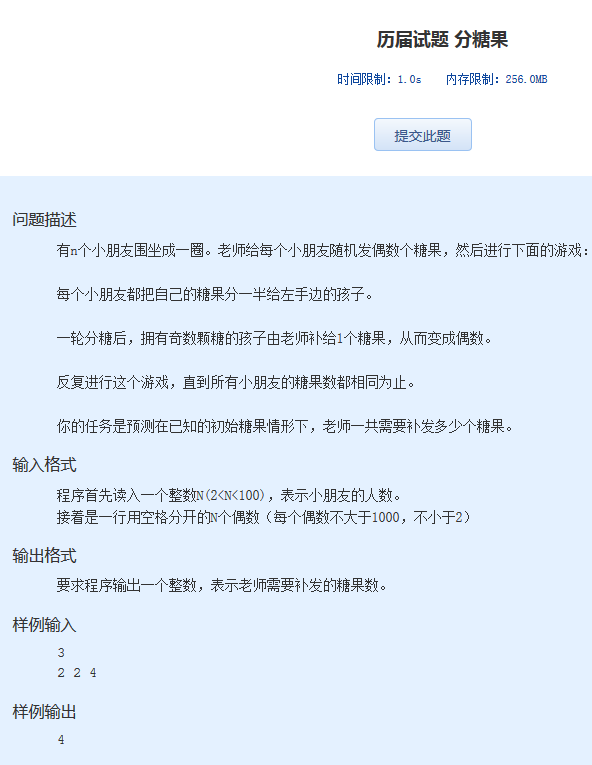 历届试题 分糖果
时间限制：1.0s 内存限制：256.0MB
提交此题
问题描述
有n个小朋友围坐成一圈。老师给每个小朋友随机发偶数个糖果，然后进行下面的游戏：
每个小朋友都把自己的糖果分一半给左手边的孩子。
一轮分糖后，拥有奇数颗糖的孩子由老师补给1个糖果，从而变成偶数。
反复进行这个游戏，直到所有小朋友的糖果数都相同为止。
你的任务是预测在已知的初始糖果情形下，老师一共需要补发多少个糖果。
输入格式
程序首先读入一个整数N(2<N<100)，表示小朋友的人数。
接着是一行用空格分开的N个偶数（每个偶数不大于1000，不小于2）
输出格式
要求程序输出一个整数，表示老师需要补发的糖果数。
样例输入
3
2 2 4
样例输出
4